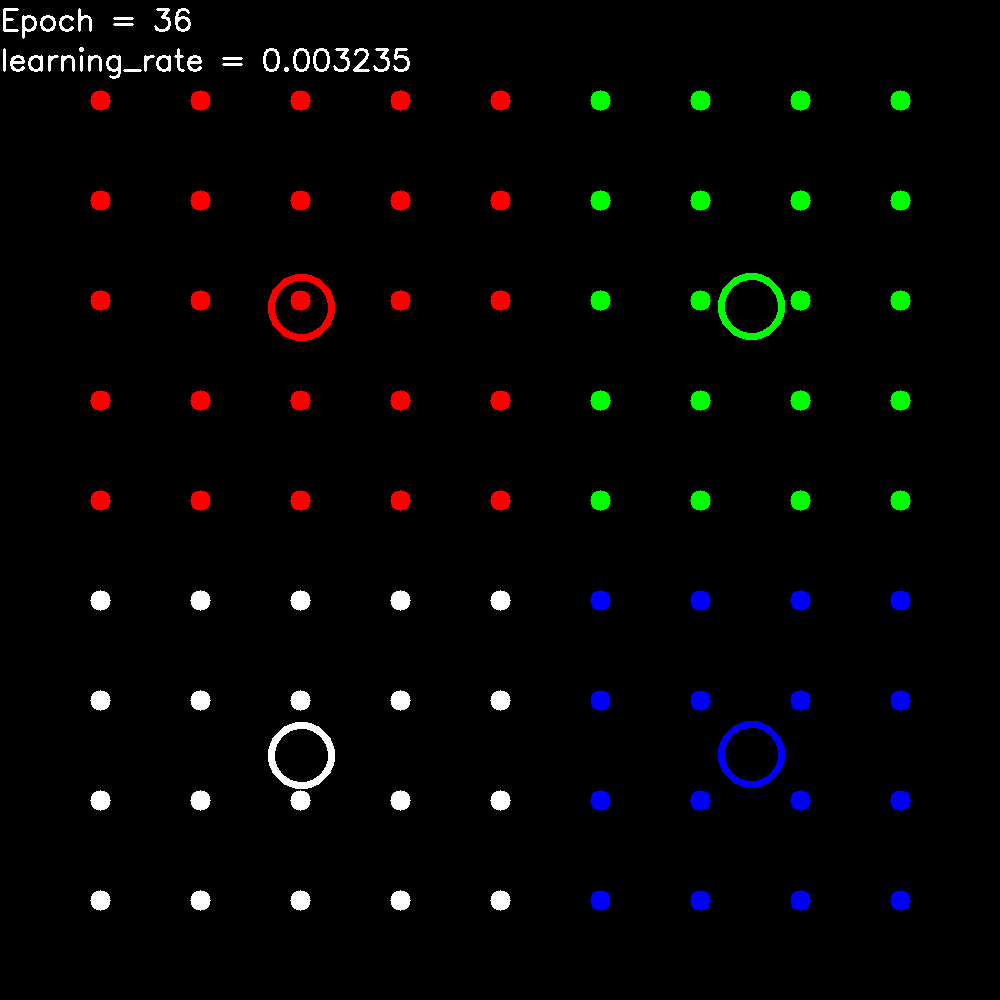 Epoch = 36
learning_rate = 0.003235